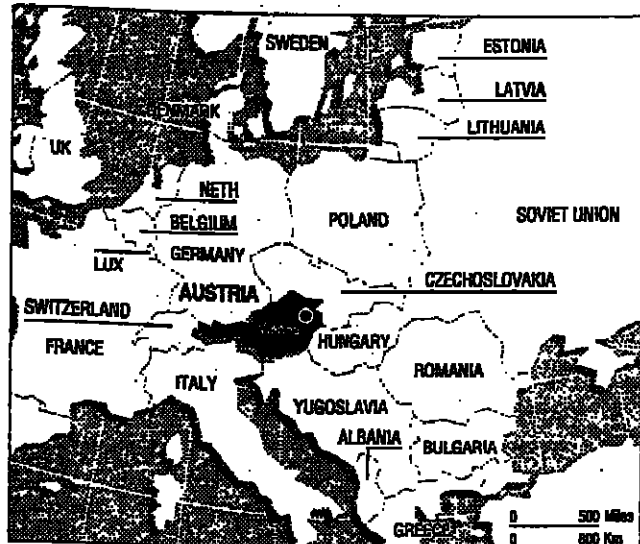 SWEDEN
ESTONIA
LATVIA
LITHUANIA
UK
NETH
BELGIUM
POLAND
SOVIET UNION
LUX
GERMANY
CZECHOSLOVAKIA
AUSTRIA
SWITZERLAND
FRANCE
HUNGARY
ROMANIA
ITALY
YUGOSLAVIA
ALBANIA
BULGARIA
0 500 Miles
0 800 Kms